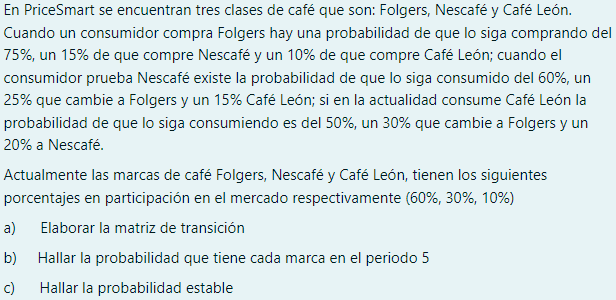 En PriceSmart se encuentran tres clases de café que son: Folgers, Nescafé y Café León.
Cuando un consumidor compra Folgers hay una probabilidad de que lo siga comprando del
75%, un 15% de que compre Nescafé y un 10% de que compre Café León; cuando el
consumidor prueba Nescafé existe la probabilidad de que lo siga consumido del 60%, un
25% que cambie a Folgers y un 15% Café León; si en la actualidad consume Café León la
probabilidad de que lo siga consumiendo es del 50%, un 30% que cambie a Folgers y un
20% a Nescafé.
Actualmente las marcas de café Folgers, Nescafé y Café León, tienen los siguientes
porcentajes en participación en el mercado respectivamente (60%, 30%, 10%)
a) Elaborar la matriz de transición
b) Hallar la probabilidad que tiene cada marca en el periodo 5
c) Hallar la probabilidad estable